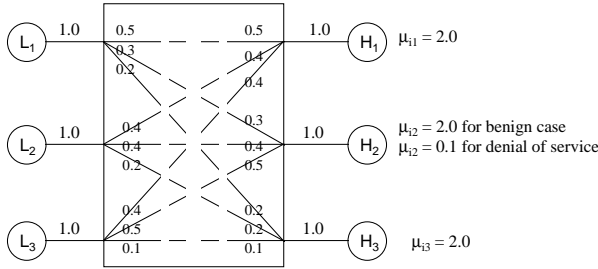 L1 1.0 0.5 0.5 1.0 H1 μi1 = 2.0
0.3 0.4
0.2 0.4
0.3
L2 1.0 0.4 0.4 1.0 H2 μi2 = 2.0 for benign case
0.4 0.5 μi2 = 0.1 for denial of service
0.2
L3 1.0 0.4 0.2 1.0 H3 μi3 = 2.0
0.5 0.2
0.1 0.1